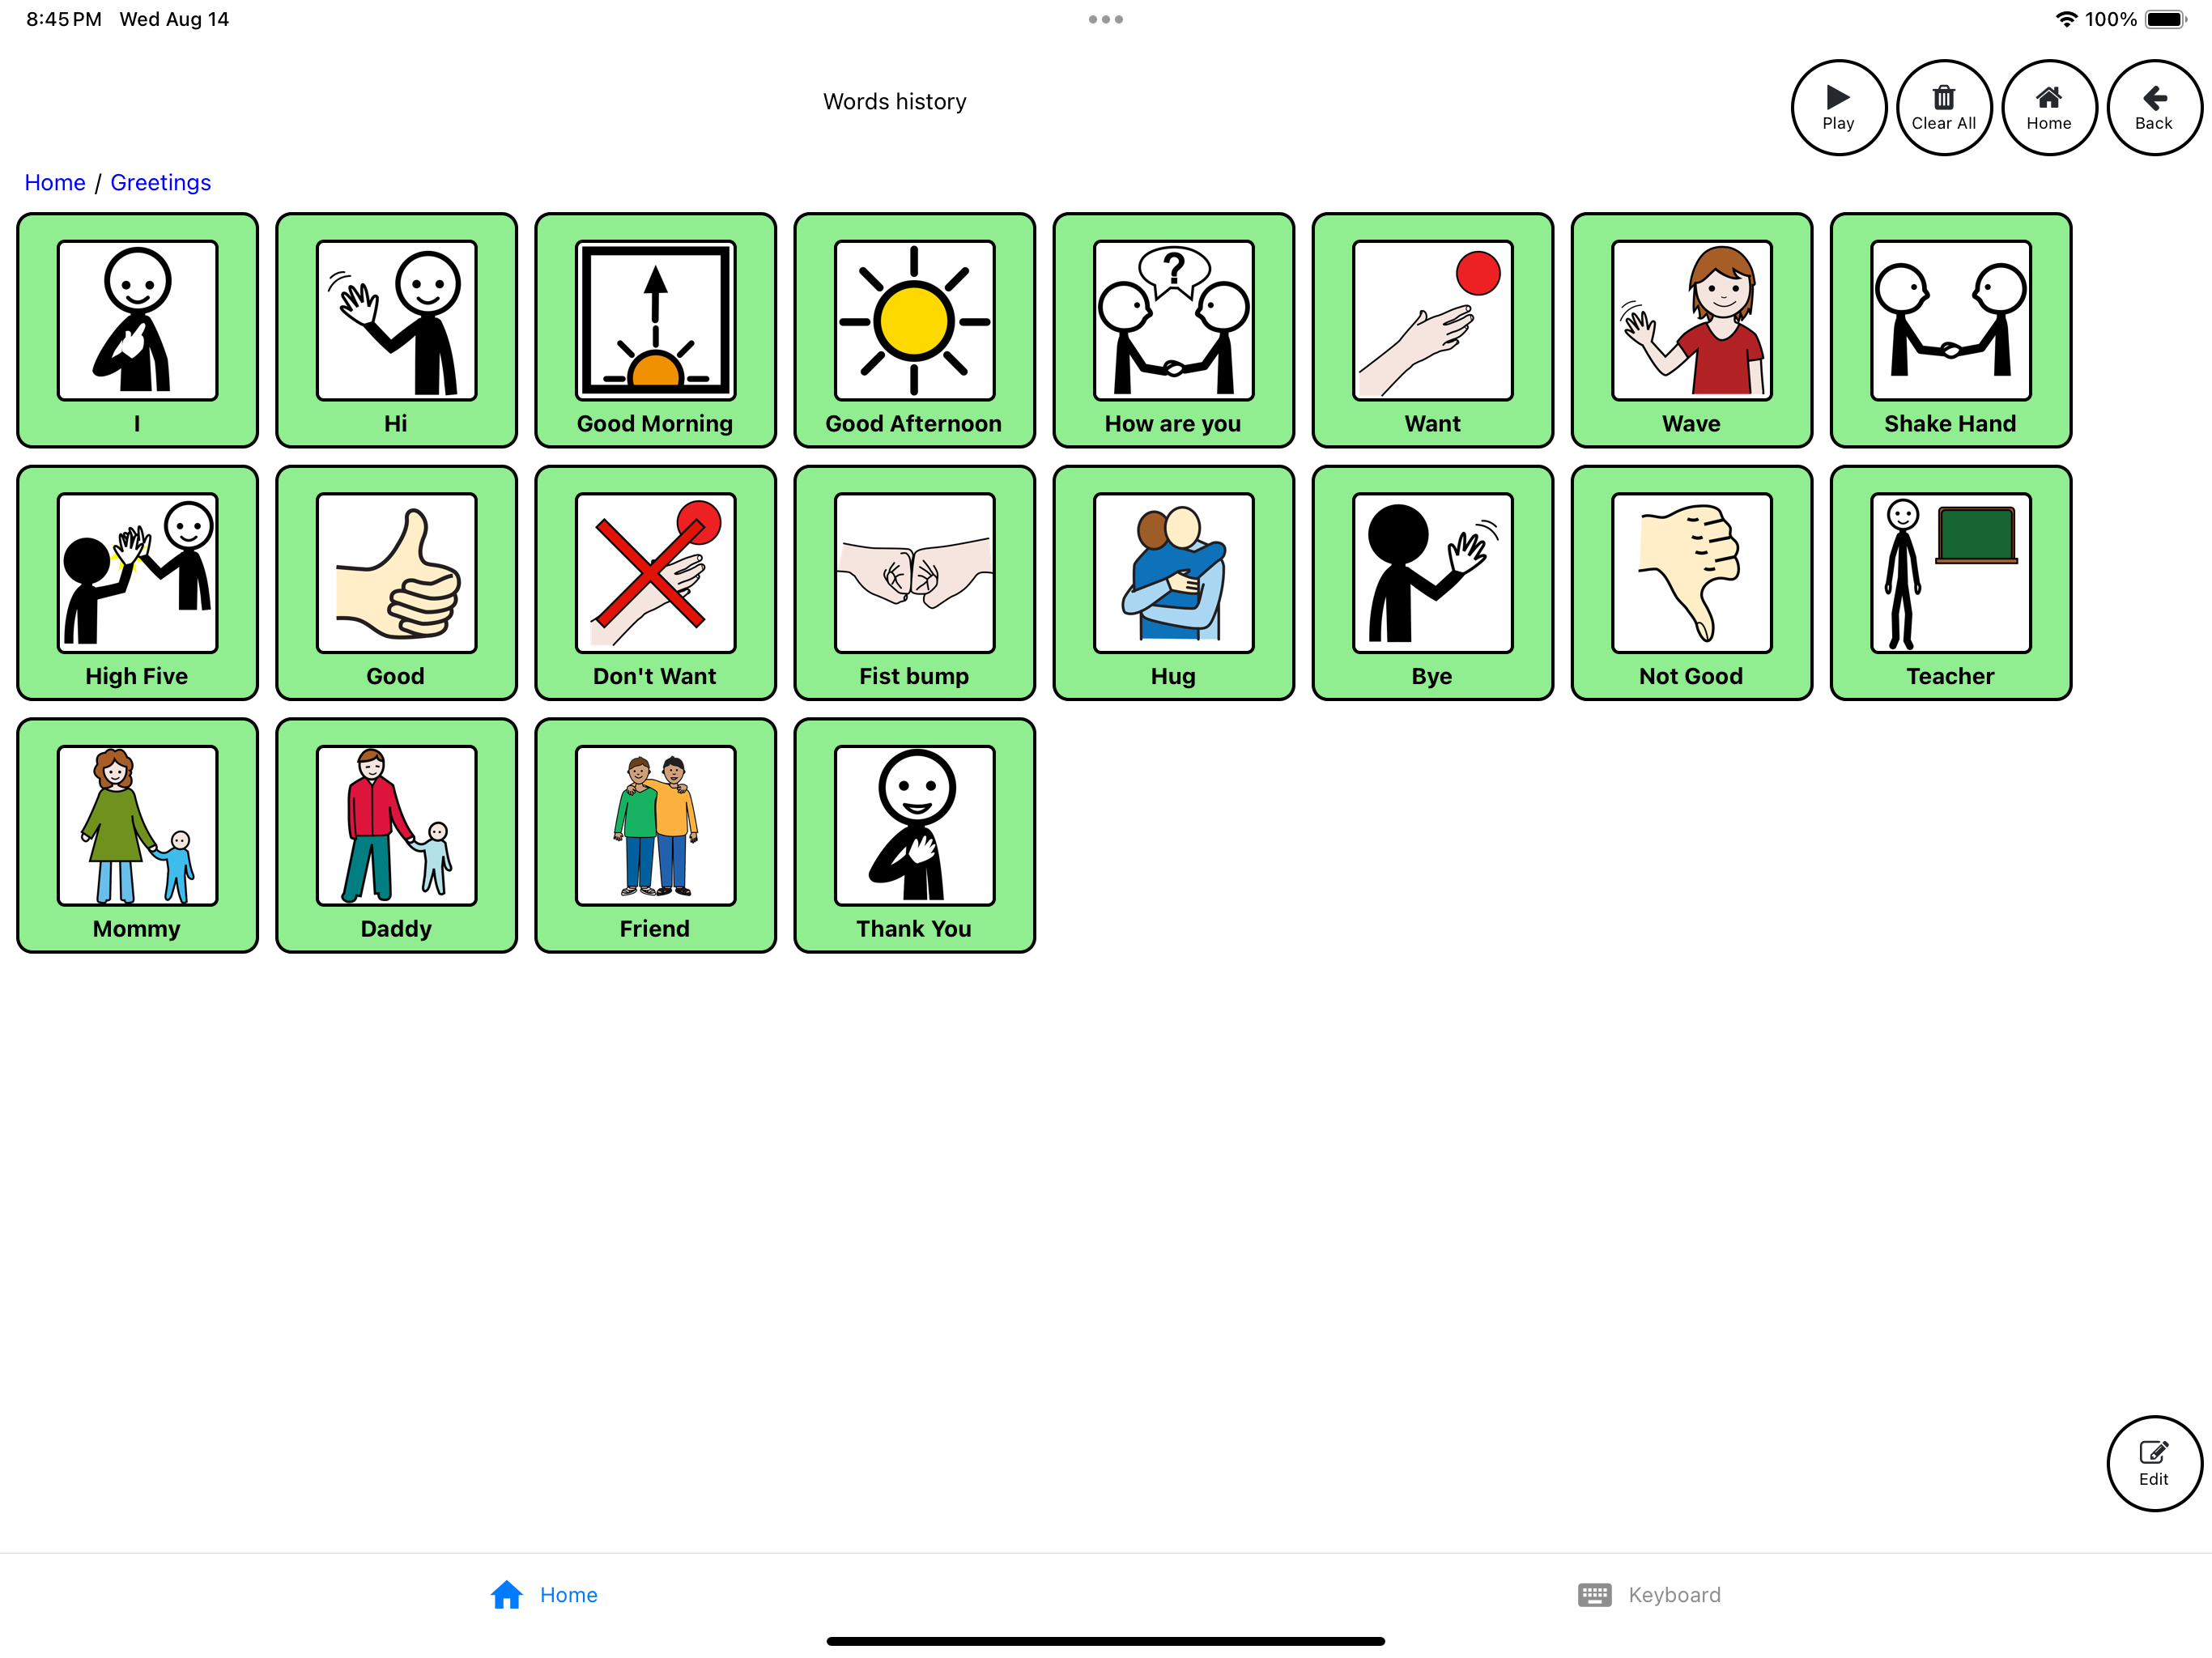 8:45 PM Wed Aug 14
100%
Words history
Play
Clear All
Home
Back
Home / Greetings
I
Hi
Good Morning
Good Afternoon
?
How are you
Want
Wave
Shake Hand
High Five
Good
Don't Want
Fist bump
Hug
Bye
Not Good
Teacher
Mommy
Daddy
Friend
Thank You
Edit
Home
Keyboard